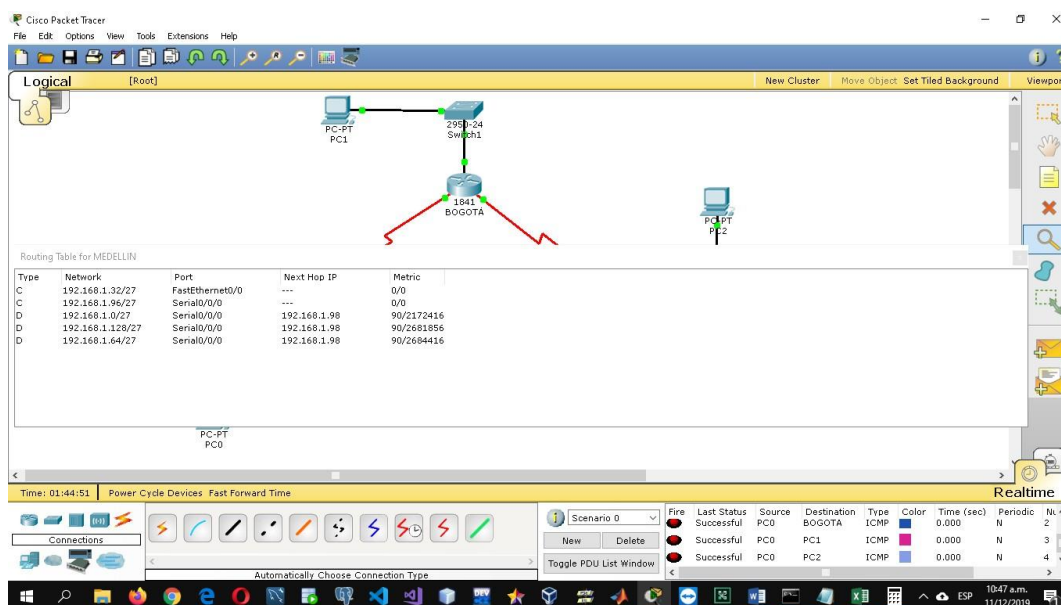 Cisco Packet Tracer
File Edit Options View Tools Extensions Help
Logical [Root] New Cluster Move Object Set Tiled Background Viewpor
PC-PT
PC1
2950-24
Switch1
1841
BOGOTÁ
PC-PT
PC2
Routing Table for MEDELLIN
Type Network Port Next Hop IP Metric
C 192.168.1.32/27 FastEthernet0/0 --- 0/0
C 192.168.1.96/27 Serial0/0/0 --- 0/0
D 192.168.1.0/27 Serial0/0/0 192.168.1.98 90/2172416
D 192.168.1.128/27 Serial0/0/0 192.168.1.98 90/2681856
D 192.168.1.64/27 Serial0/0/0 192.168.1.98 90/2684416
PC-PT
PC0
Time: 01:44:51 Power Cycle Devices Fast Forward Time Realtime
Connections
Automatically Choose Connection Type
Scenario 0
New Delete
Toggle PDU List Window
Fire Last Status Source Destination Type Color Time (sec) Periodic Nu
Successful PC0 BOGOTA ICMP 0.000 N 2
Successful PC0 PC1 ICMP 0.000 N 3
Successful PC0 PC2 ICMP 0.000 N 4
DEV
ESP
10:47 a.m.
11/12/2019